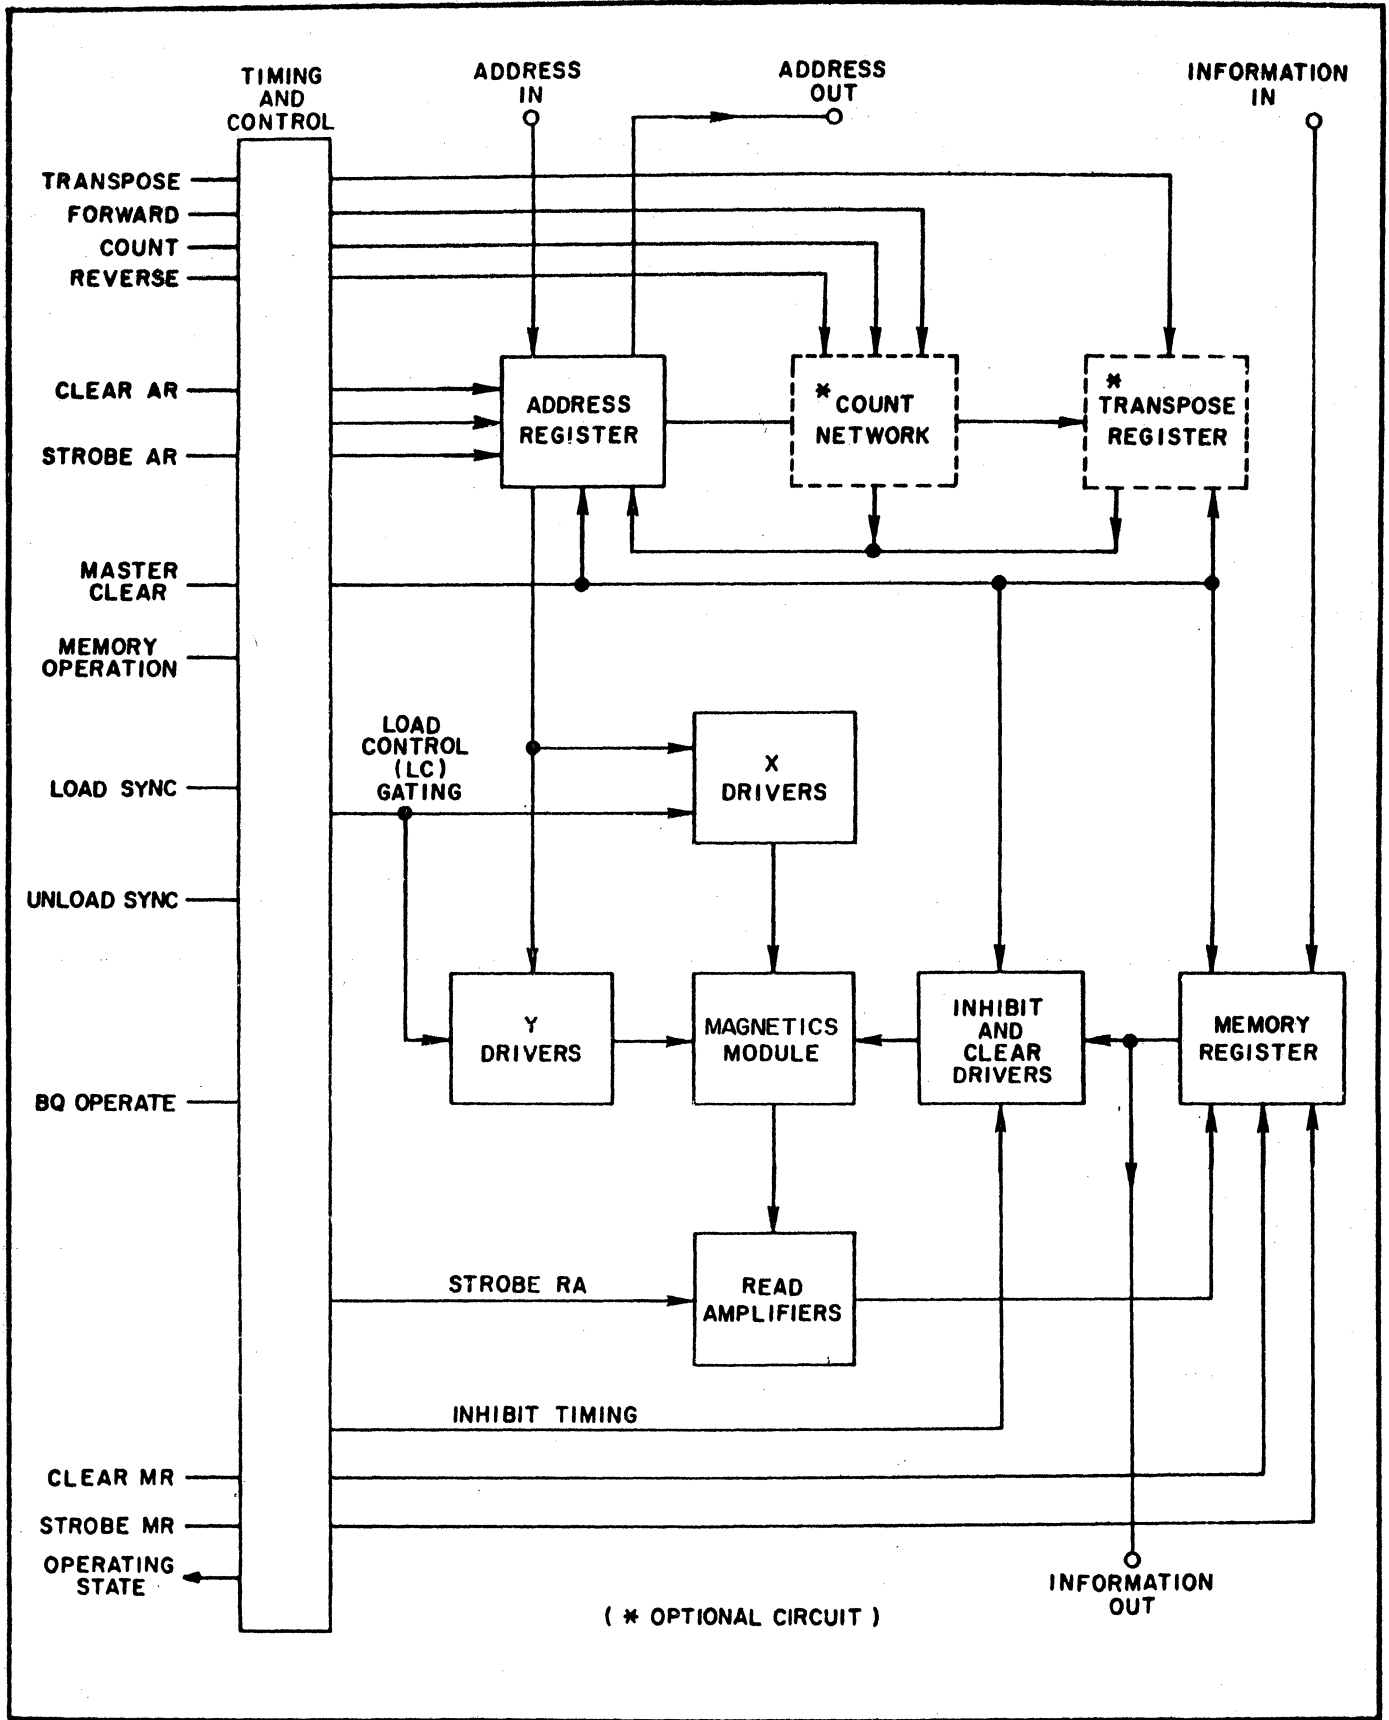 TIMING
AND
CONTROL
ADDRESS
IN
ADDRESS
OUT
INFORMATION
IN
TRANSPOSE
FORWARD
COUNT
REVERSE
CLEAR AR
STROBE AR
ADDRESS
REGISTER
* COUNT
NETWORK
*
TRANSPOSE
REGISTER
MASTER
CLEAR
MEMORY
OPERATION
LOAD
CONTROL
(LC)
GATING
X
DRIVERS
LOAD SYNC
UNLOAD SYNC
Y
DRIVERS
MAGNETICS
MODULE
INHIBIT
AND
CLEAR
DRIVERS
MEMORY
REGISTER
BQ OPERATE
STROBE RA
READ
AMPLIFIERS
INHIBIT TIMING
CLEAR MR
STROBE MR
OPERATING
STATE
INFORMATION
OUT
( * OPTIONAL CIRCUIT )